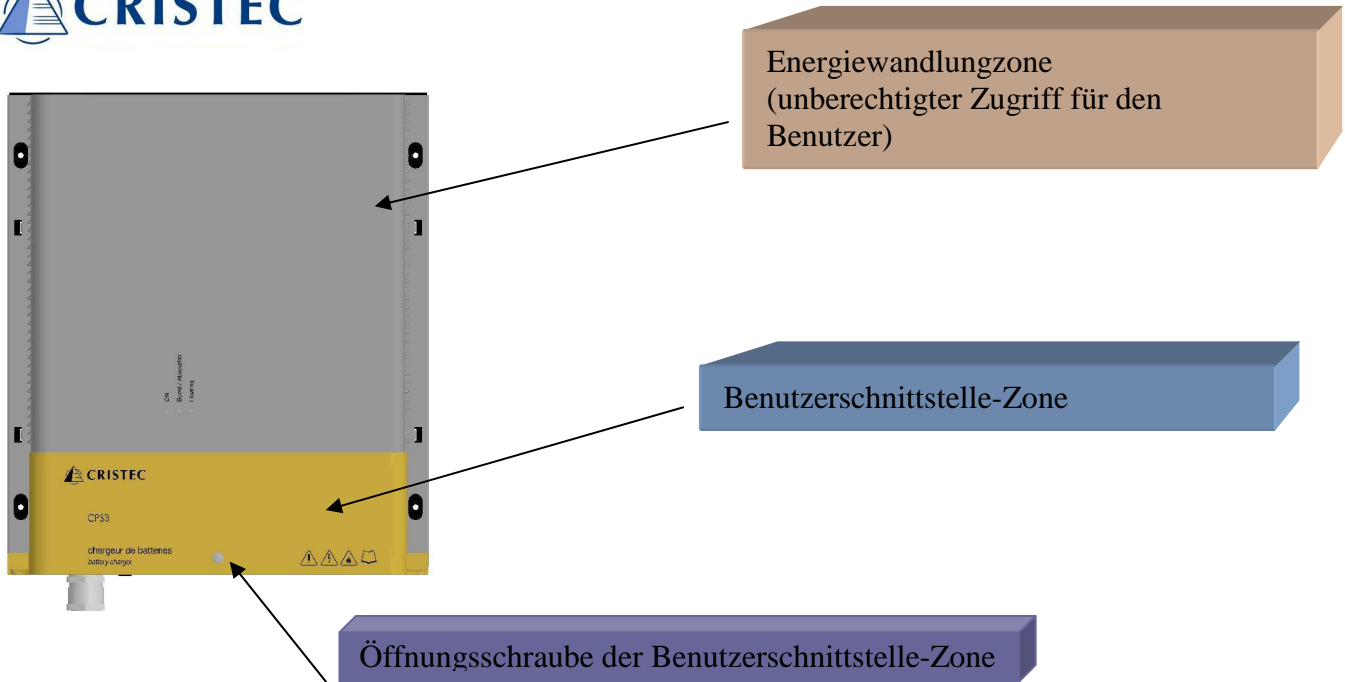 CRISTEC
Energiewandlungzone
(unberechtigter Zugriff für den
Benutzer)
ON
Boost / Absorption
Floating
Benutzerschnittstelle-Zone
CRISTEC
CPS3
chargeur de batteries
battery charger
Öffnungsschraube der Benutzerschnittstelle-Zone